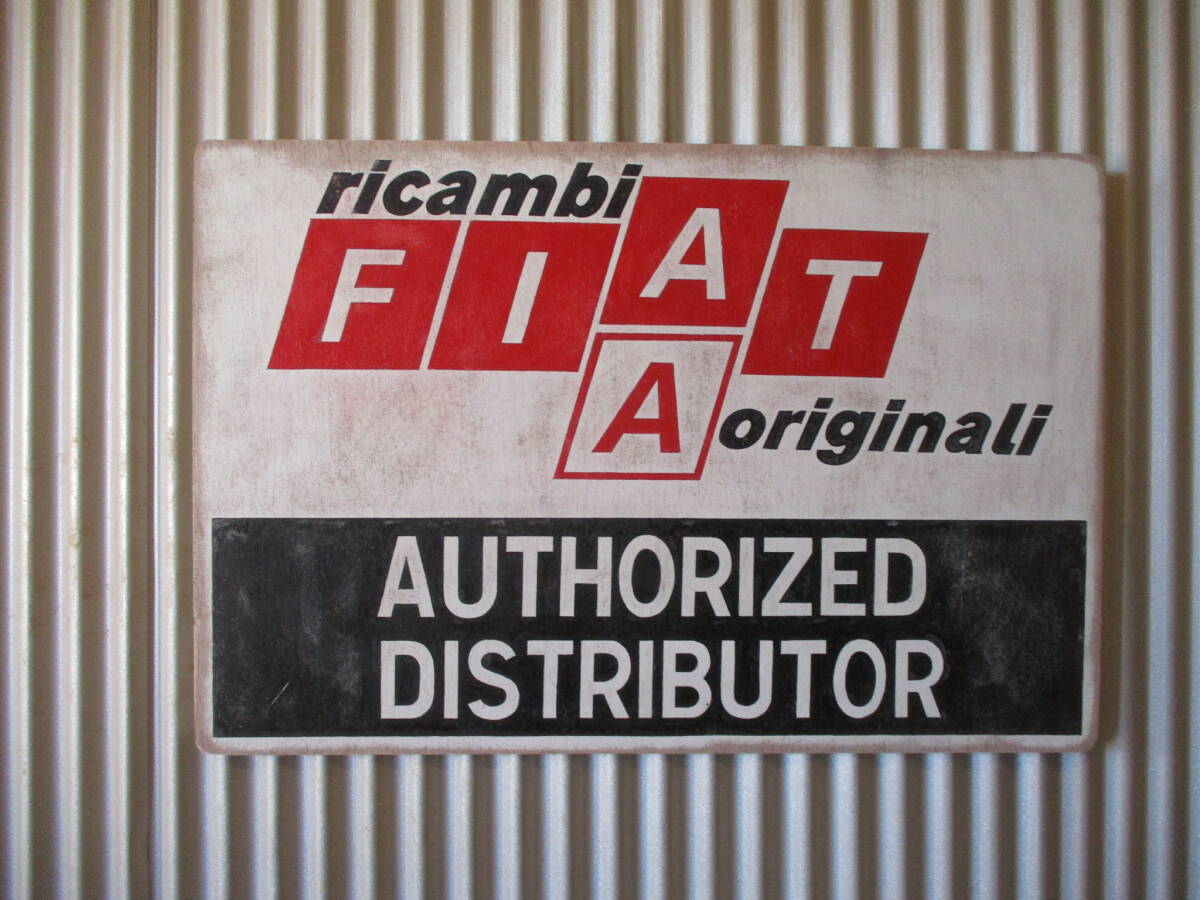 ricambi
FIAT
A
originali
AUTHORIZED
DISTRIBUTOR